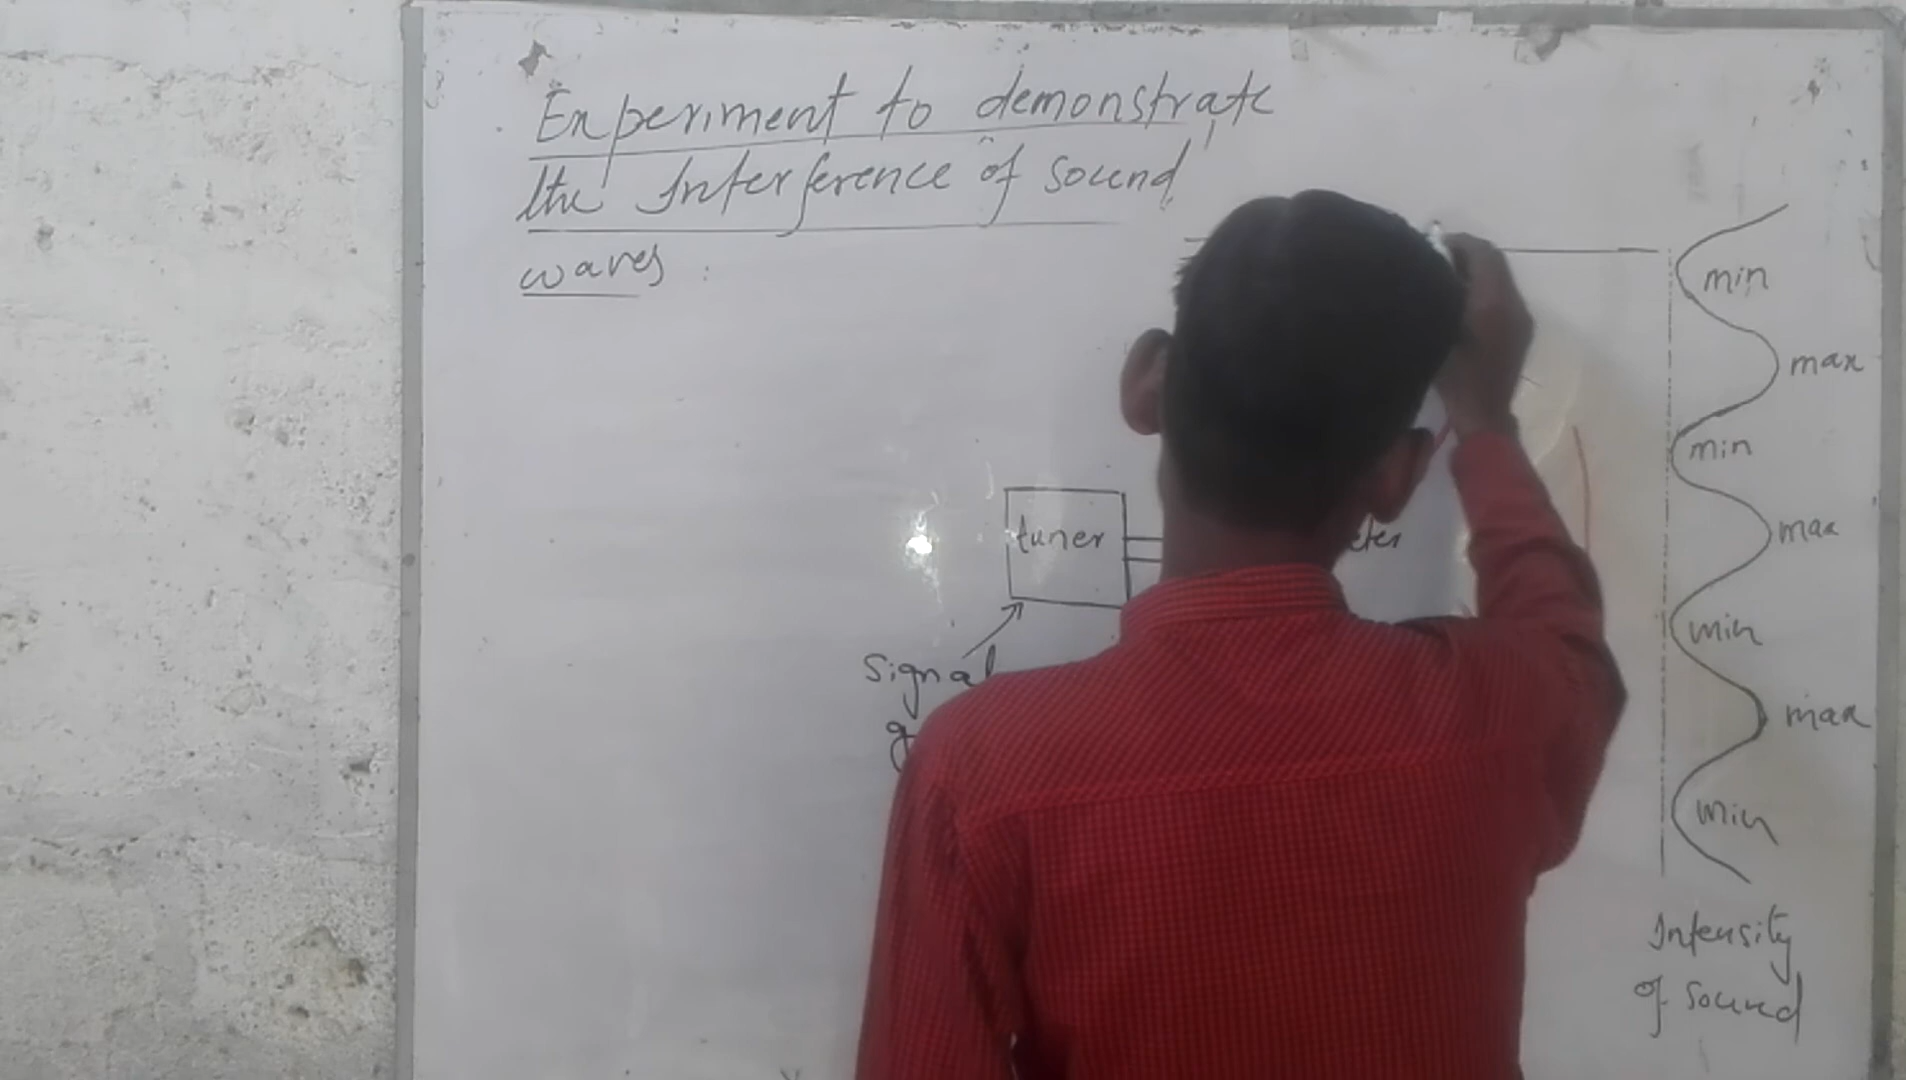 Experiment to demonstrate
the Interference of sound
waves :
min
max
min
tuner
max
min
Signal
max
min
Intensity
of sound